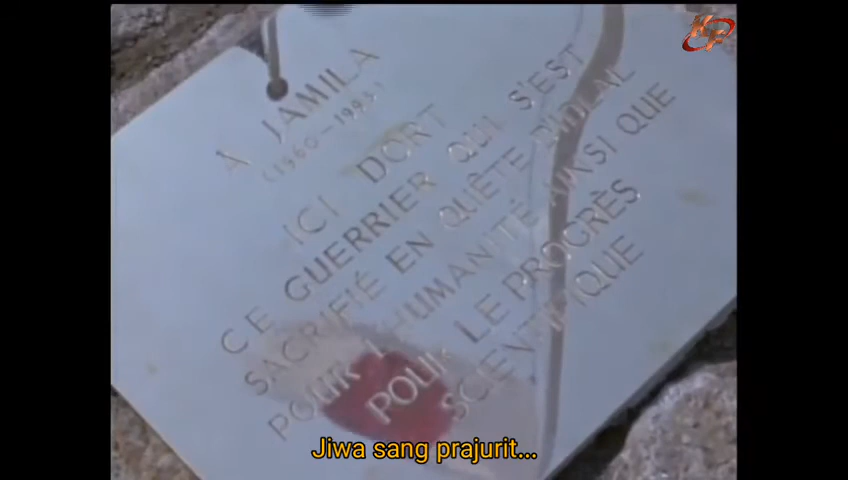 À JAMILA
(1960-1993)
ICI DORT
CE GUERRIER QUI S'EST
SACRIFIÉ EN QUÊTE D'IDÉAL
POUR L'HUMANITÉ AINSI QUE
POUR LE PROGRÈS
SCIENTIFIQUE
Jiwa sang prajurit...